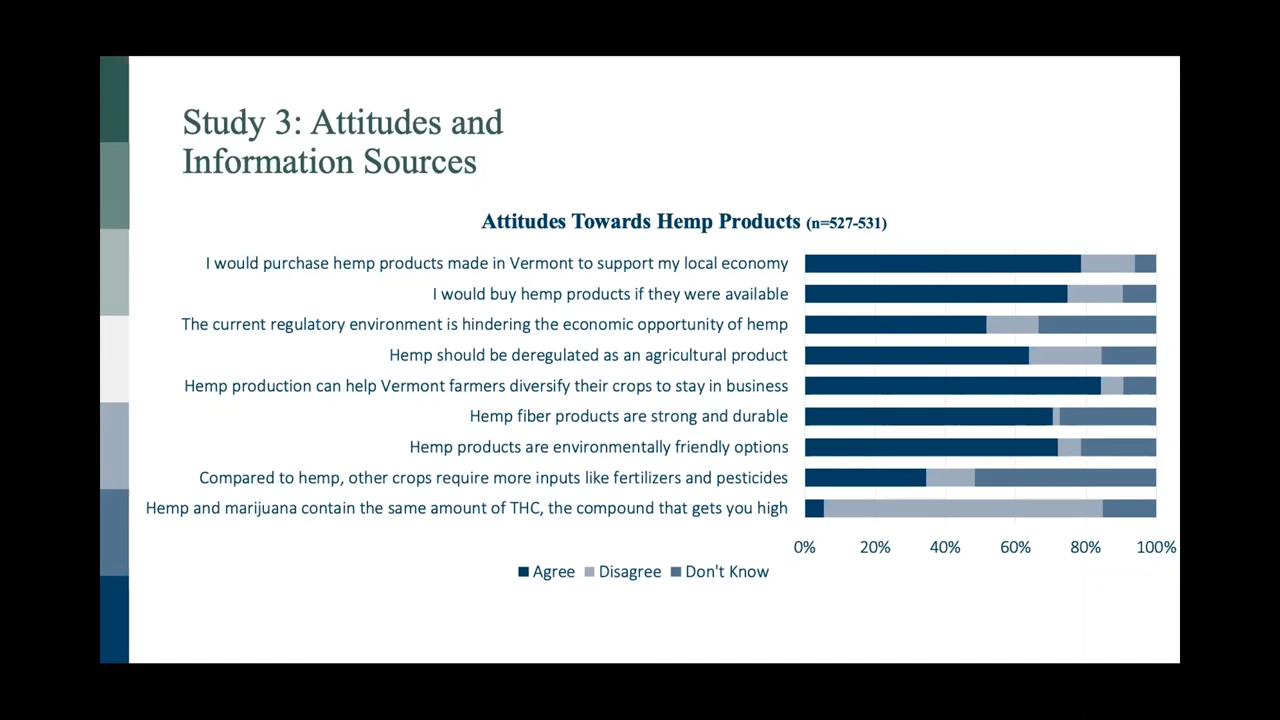 Study 3: Attitudes and
Information Sources
Attitudes Towards Hemp Products (n=527-531)
I would purchase hemp products made in Vermont to support my local economy
I would buy hemp products if they were available
The current regulatory environment is hindering the economic opportunity of hemp
Hemp should be deregulated as an agricultural product
Hemp production can help Vermont farmers diversify their crops to stay in business
Hemp fiber products are strong and durable
Hemp products are environmentally friendly options
Compared to hemp, other crops require more inputs like fertilizers and pesticides
Hemp and marijuana contain the same amount of THC, the compound that gets you high
0% 20% 40% 60% 80% 100%
Agree Disagree Don't Know